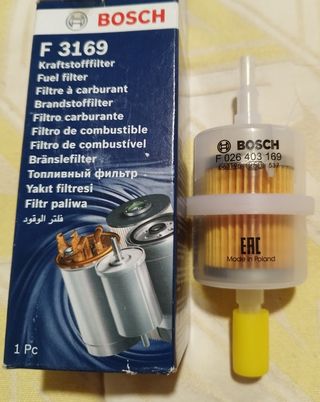 BOSCH
F 3169
Kraftstofffilter
Fuel filter
Filtre à carburant
Brandstoffilter
Filtro carburante
Filtro de combustible
Filtro de combustível
Bränslefilter
Топливный фильтр
Yakıt filtresi
Filtr paliwa
فلتر الوقود
1 Pc
BOSCH
F 026 403 169
EAC
Made in Poland